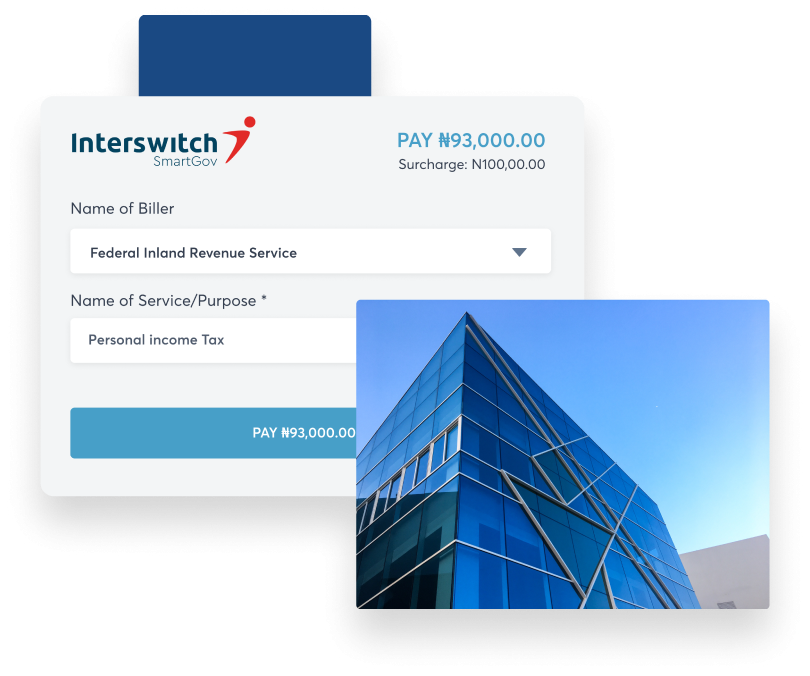 Interswitch
SmartGov
PAY ₦93,000.00
Surcharge: N100,00.00
Name of Biller
Federal Inland Revenue Service
Name of Service/Purpose *
Personal income Tax
PAY ₦93,000.00